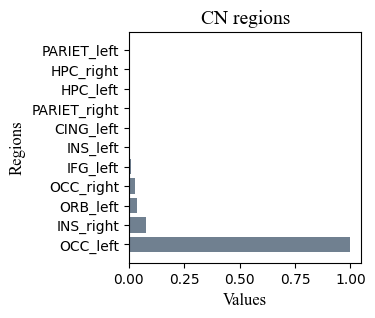 CN regions
PARIET_left
HPC_right
HPC_left
PARIET_right
CING_left
INS_left
IFG_left
OCC_right
ORB_left
INS_right
OCC_left
Regions
0.00 0.25 0.50 0.75 1.00
Values